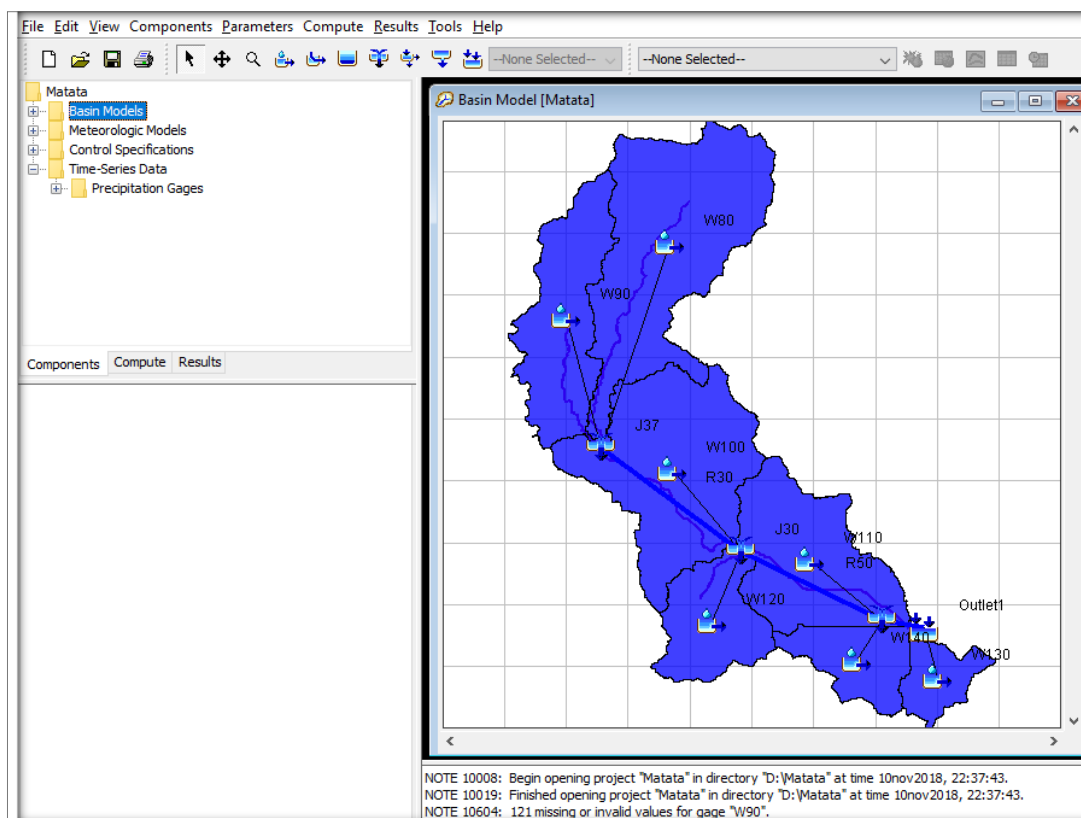 File Edit View Components Parameters Compute Results Tools Help
--None Selected-- --None Selected--
Matata
Basin Models
Meteorologic Models
Control Specifications
Time-Series Data
Precipitation Gages
Components Compute Results
Basin Model [Matata]
W80
W90
J37
W100
R30
J30
W110
R50
W120
Outlet1
W140
W130
NOTE 10008: Begin opening project "Matata" in directory "D:\Matata" at time 10nov2018, 22:37:43.
NOTE 10019: Finished opening project "Matata" in directory "D:\Matata" at time 10nov2018, 22:37:43.
NOTE 10604: 121 missing or invalid values for gage "W90".